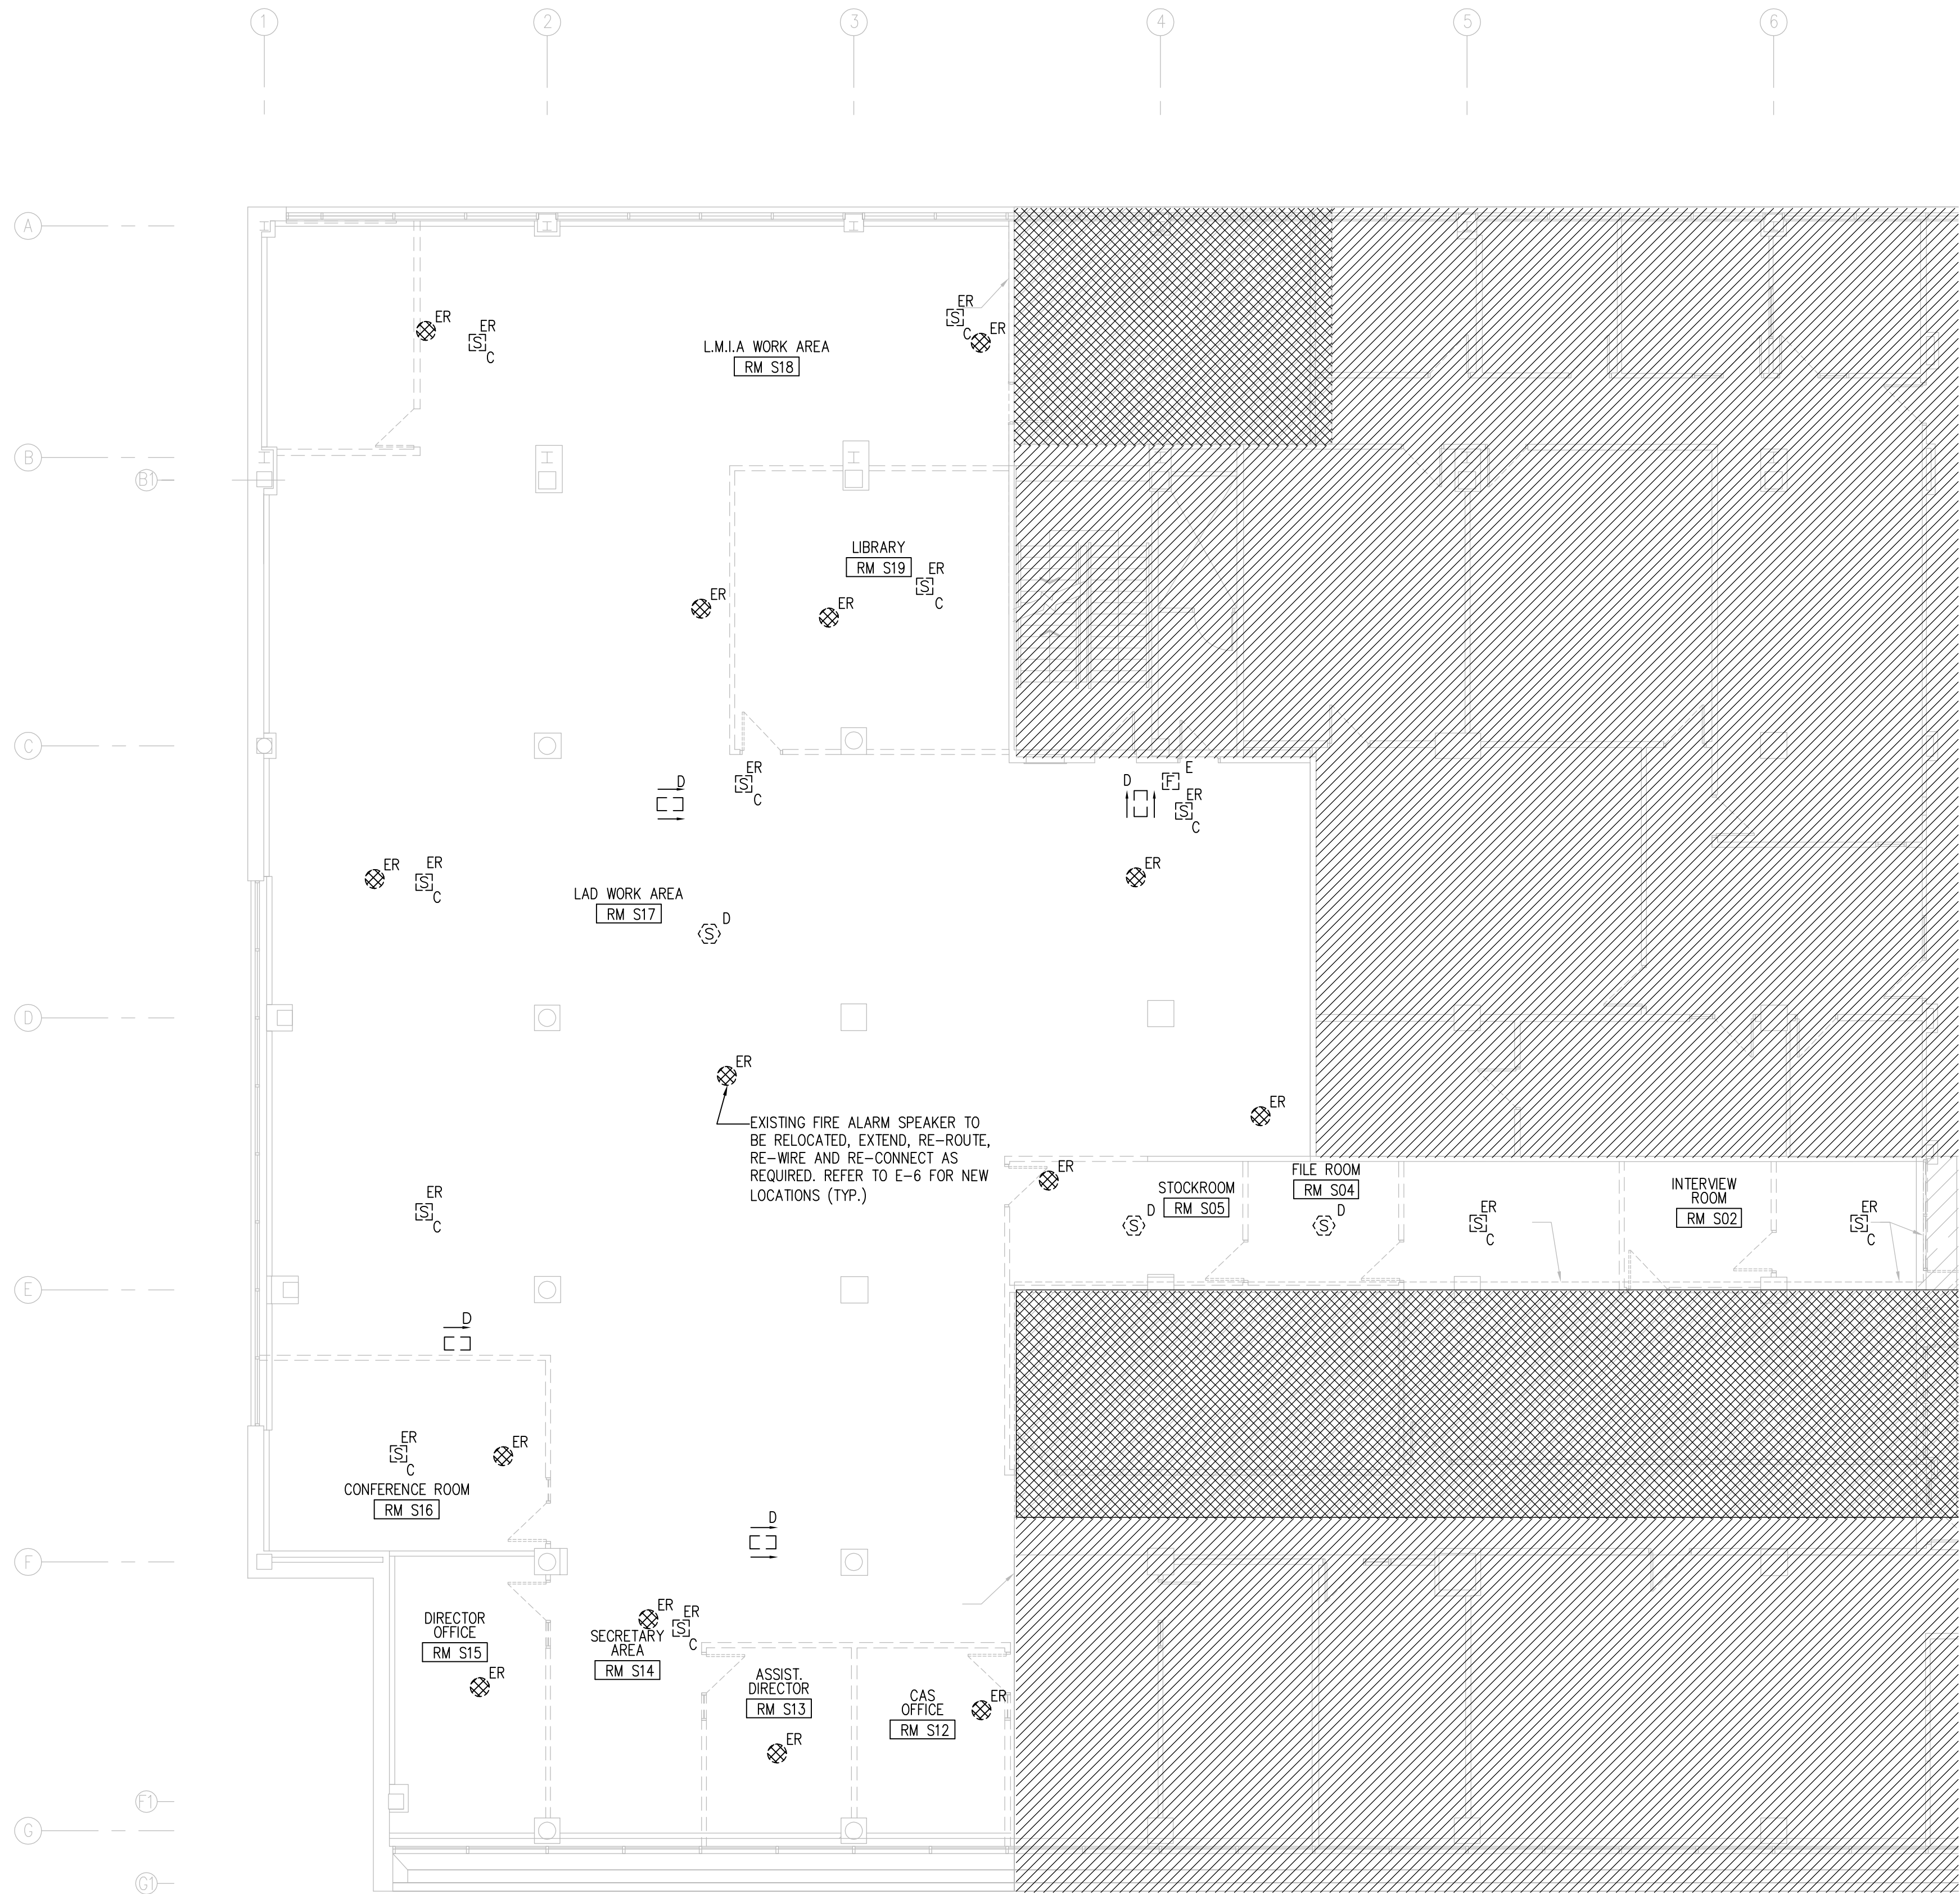 1
2
3
4
5
6
A
ER
ER
ER
S
C
ER
S
C
ER
L.M.I.A WORK AREA
RM S18
B
B1
LIBRARY
RM S19
ER
S
C
ER
ER
C
ER
S
C
D
D
E
F
ER
S
C
ER
ER
S
C
ER
LAD WORK AREA
RM S17
D
S
D
ER
EXISTING FIRE ALARM SPEAKER TO
BE RELOCATED, EXTEND, RE-ROUTE,
RE-WIRE AND RE-CONNECT AS
REQUIRED. REFER TO E-6 FOR NEW
LOCATIONS (TYP.)
ER
ER
STOCKROOM
RM S05
D
S
FILE ROOM
RM S04
D
S
ER
S
C
INTERVIEW
ROOM
RM S02
ER
S
C
ER
S
C
E
D
ER
S
C
ER
CONFERENCE ROOM
RM S16
D
F
DIRECTOR
OFFICE
RM S15
ER
ER
ER
S
C
SECRETARY
AREA
RM S14
ASSIST.
DIRECTOR
RM S13
ER
CAS
OFFICE
RM S12
ER
F1
G
G1